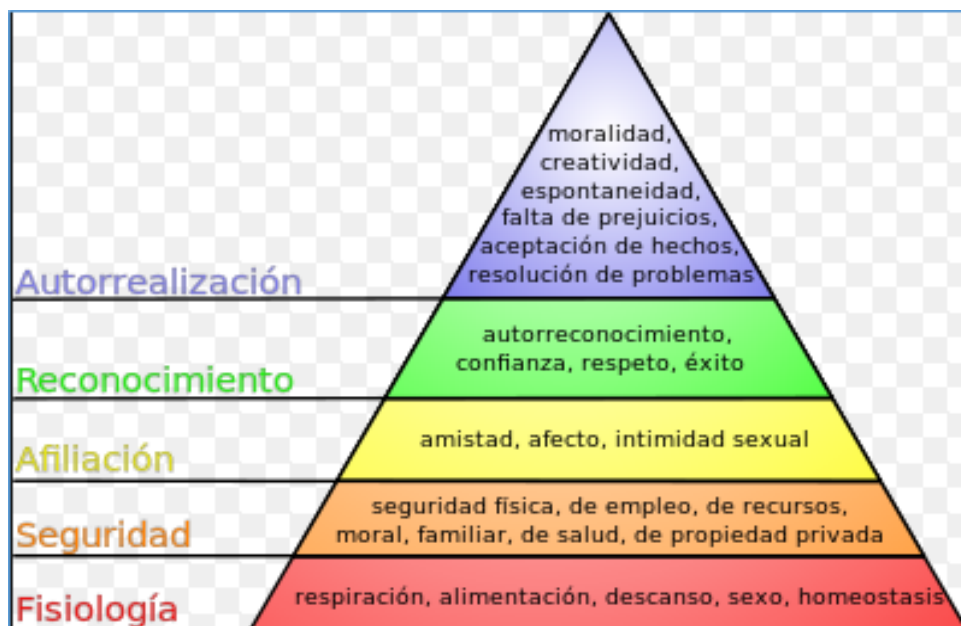 moralidad,
creatividad,
espontaneidad,
falta de prejuicios,
aceptación de hechos,
resolución de problemas
Autorrealización
autorreconocimiento,
confianza, respeto, éxito
Reconocimiento
amistad, afecto, intimidad sexual
Afiliación
seguridad física, de empleo, de recursos,
moral, familiar, de salud, de propiedad privada
Seguridad
respiración, alimentación, descanso, sexo, homeostasis
Fisiología